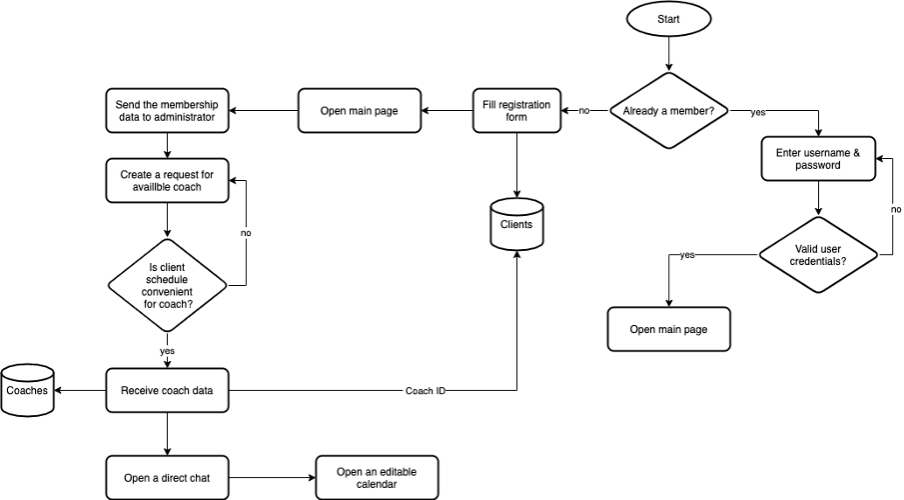 Start
Already a member?
no
yes
Fill registration
form
Open main page
Send the membership
data to administrator
Enter username &
password
Create a request for
availlble coach
no
no
Clients
Valid user
credentials?
yes
Is client
schedule
convenient
for coach?
Open main page
yes
Coaches
Receive coach data
Coach ID
Open a direct chat
Open an editable
calendar